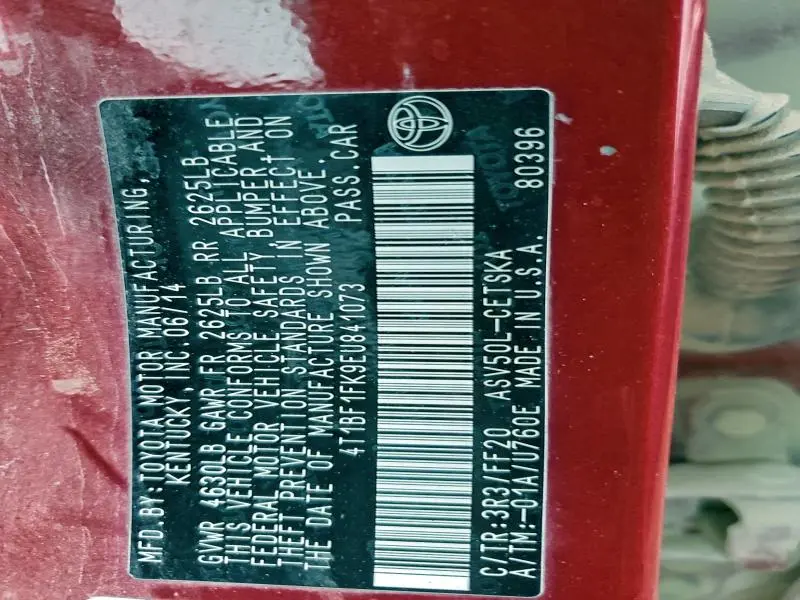 MFD.BY:TOYOTA MOTOR MANUFACTURING,
KENTUCKY, INC.06/14
GVWR 4630LB GAWR FR 2625LB RR 2625LB
THIS VEHICLE CONFORMS TO ALL APPLICABLE
FEDERAL MOTOR VEHICLE SAFETY, BUMPER, AND
THEFT PREVENTION STANDARDS IN EFFECT ON
THE DATE OF MANUFACTURE SHOWN ABOVE.
4T1BF1FK9EU841073 PASS.CAR
C/TR:3R3/FF20 ASV50L-CETSKA
A/TM:-01A/U760E MADE IN U.S.A. 80396